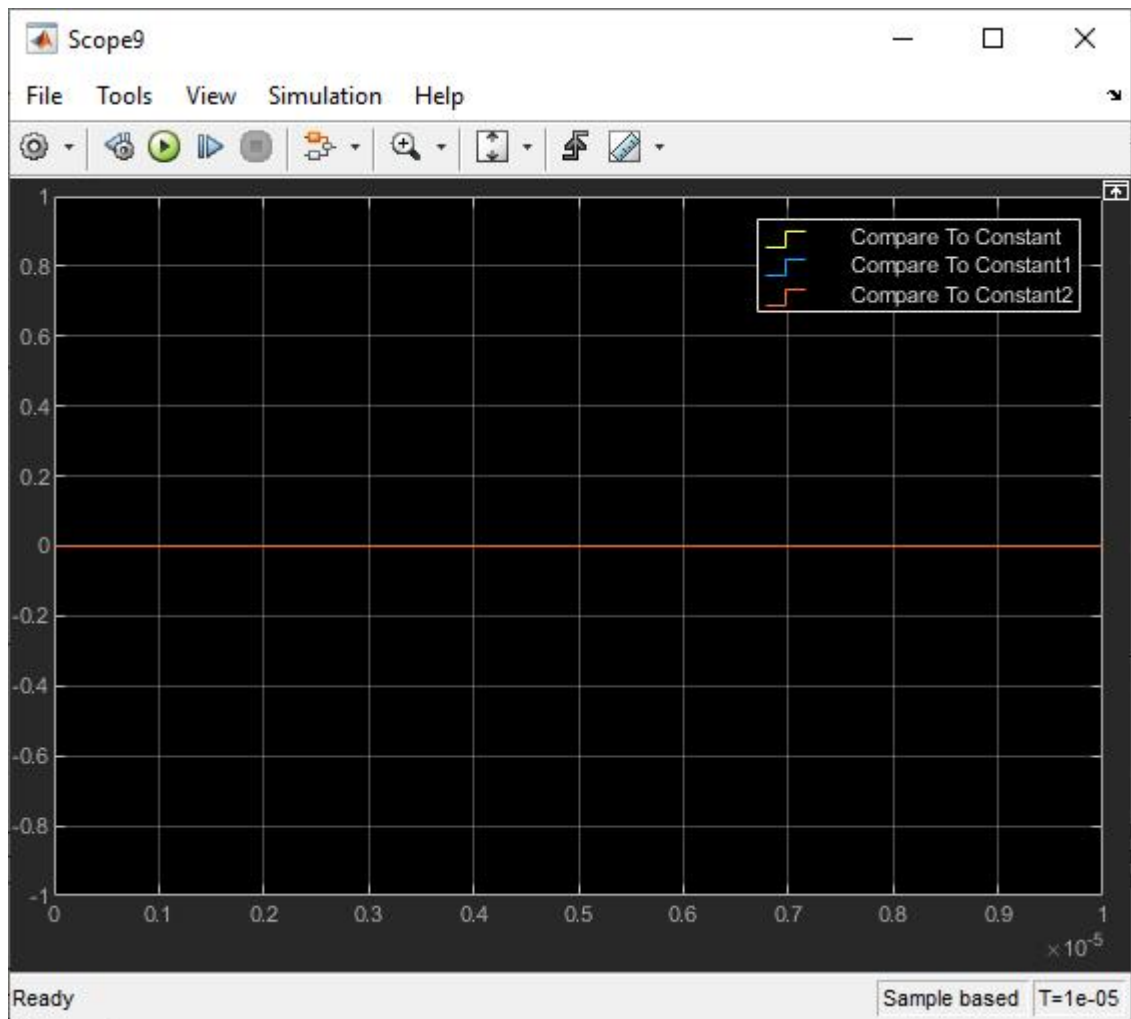 Scope9
File Tools View Simulation Help
1
0.8
0.6
0.4
0.2
0
-0.2
-0.4
-0.6
-0.8
-1
Compare To Constant
Compare To Constant1
Compare To Constant2
0 0.1 0.2 0.3 0.4 0.5 0.6 0.7 0.8 0.9 1
×10⁻⁵
Ready Sample based T=1e-05